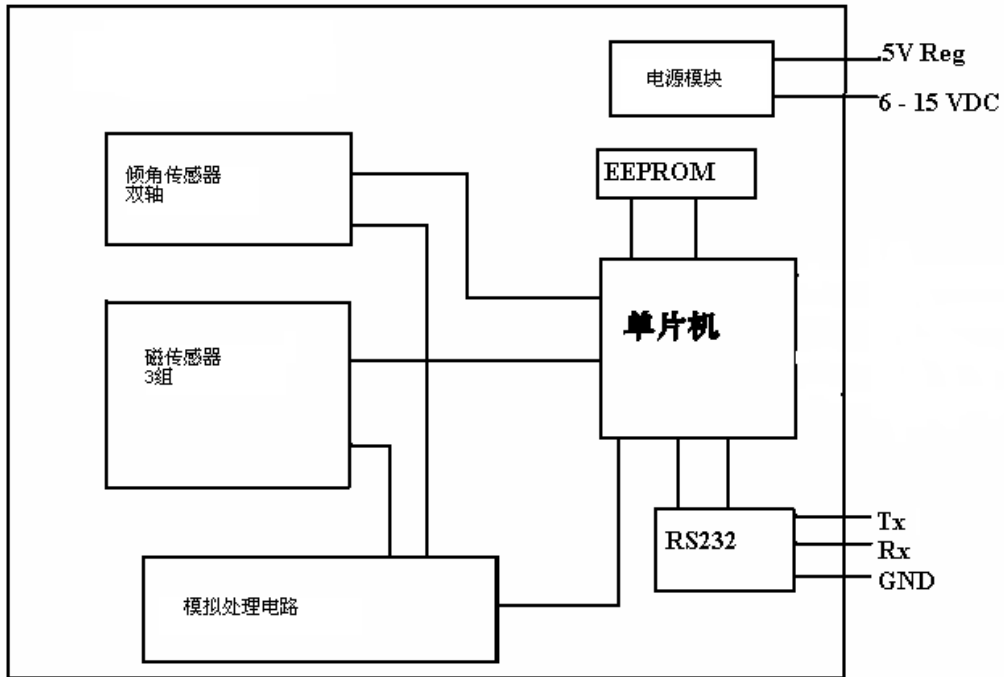 电源模块
5V Reg
6 - 15 VDC
倾角传感器
双轴
EEPROM
单片机
磁传感器
3组
RS232
Tx
Rx
GND
模拟处理电路